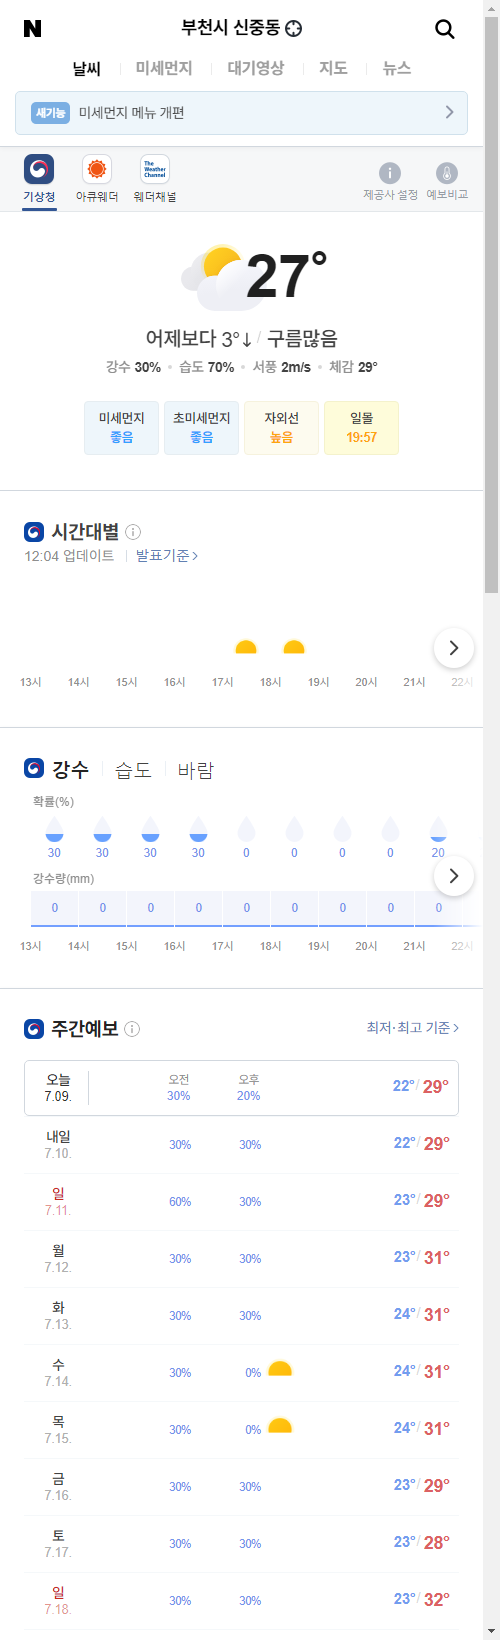 N 부천시 신중동
날씨 미세먼지 대기영상 지도 뉴스
새기능 미세먼지 메뉴 개편
The Weather Channel
기상청 아큐웨더 웨더채널 제공사 설정 예보비교
27°
어제보다 3°↓/ 구름많음
강수 30% 습도 70% 서풍 2m/s 체감 29°
미세먼지 초미세먼지 자외선 일몰
좋음 좋음 높음 19:57
시간대별
12:04 업데이트 발표기준 >
13시 14시 15시 16시 17시 18시 19시 20시 21시 22시
강수 습도 바람
확률(%)
30 30 30 30 0 0 0 0 20
강수량(mm)
0 0 0 0 0 0 0 0 0
13시 14시 15시 16시 17시 18시 19시 20시 21시 22시
주간예보 최저·최고 기준 >
오늘 오전 오후
7.09. 30% 20% 22°/ 29°
내일
7.10. 30% 30% 22°/ 29°
일
7.11. 60% 30% 23°/ 29°
월
7.12. 30% 30% 23°/ 31°
화
7.13. 30% 30% 24°/ 31°
수
7.14. 30% 0% 24°/ 31°
목
7.15. 30% 0% 24°/ 31°
금
7.16. 30% 30% 23°/ 29°
토
7.17. 30% 30% 23°/ 28°
일
7.18. 30% 30% 23°/ 32°